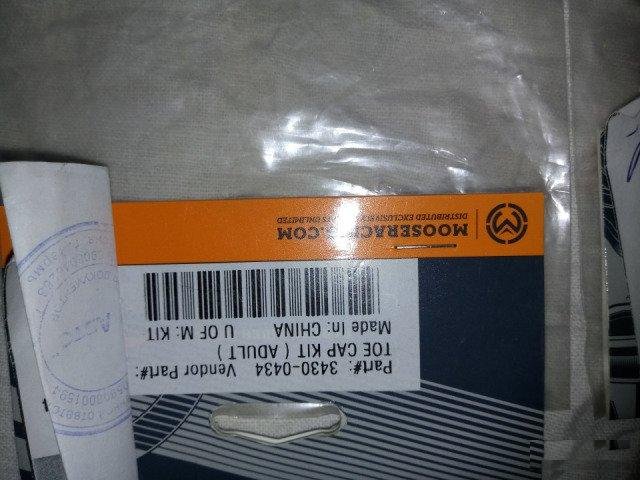 Part#: 3430-0434 Vendor Part#:
TOE CAP KIT ( ADULT )
Made In: CHINA
U OF M: KIT
MOOSERACING.COM
DISTRIBUTED EXCLUSIVELY BY PARTS UNLIMITED